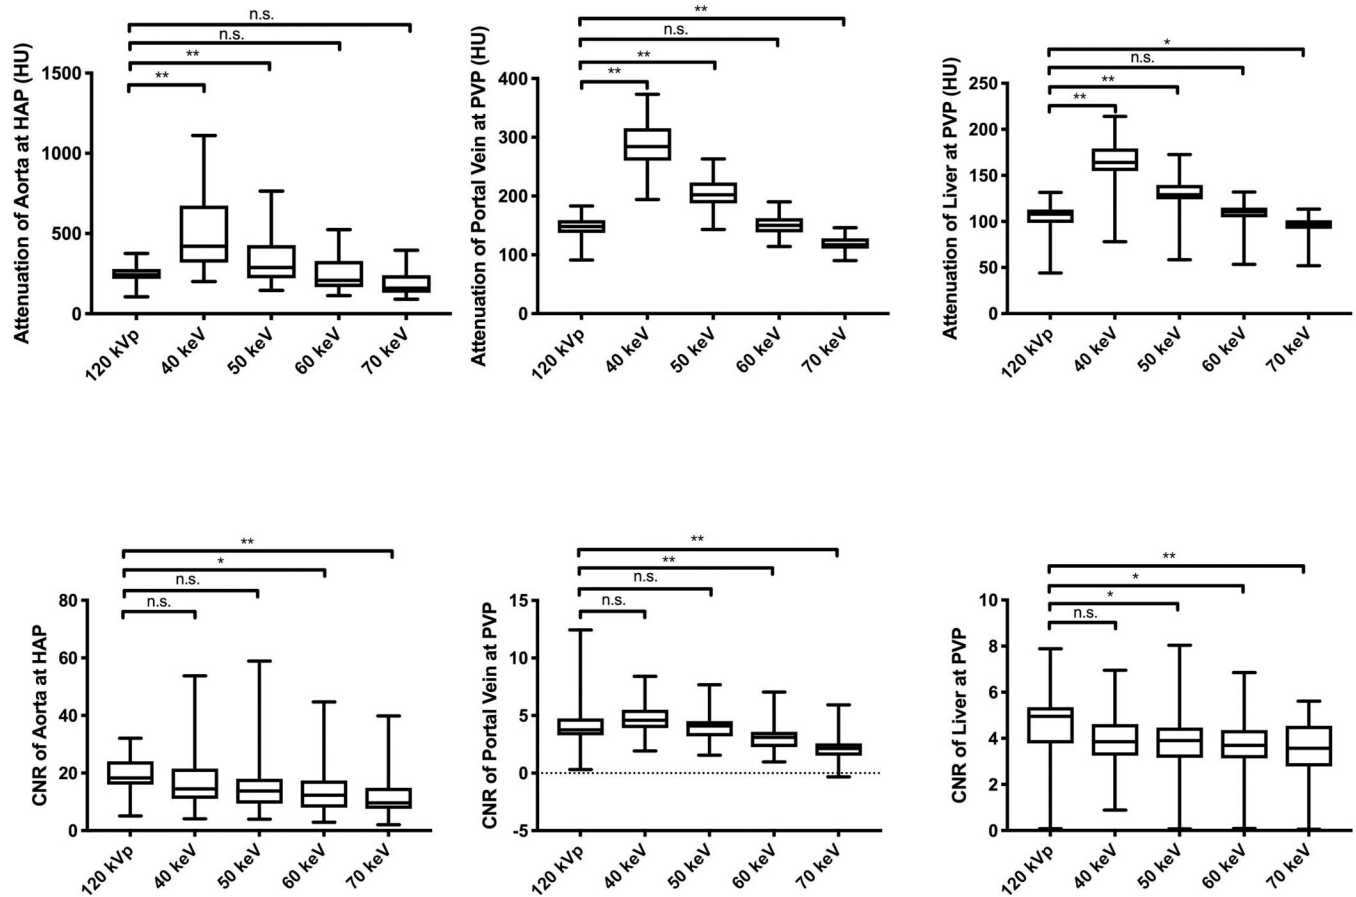 n.s.
n.s.
**
**
Attenuation of Aorta at HAP (HU)
1500
1000
500
0
120 kVp
40 keV
50 keV
60 keV
70 keV
**
n.s.
**
**
Attenuation of Portal Vein at PVP (HU)
400
300
200
100
0
120 kVp
40 keV
50 keV
60 keV
70 keV
*
n.s.
**
**
Attenuation of Liver at PVP (HU)
250
200
150
100
50
0
120 kVp
40 keV
50 keV
60 keV
70 keV
**
*
n.s.
n.s.
CNR of Aorta at HAP
80
60
40
20
0
120 kVp
40 keV
50 keV
60 keV
70 keV
**
**
n.s.
n.s.
CNR of Portal Vein at PVP
15
10
5
0
-5
120 kVp
40 keV
50 keV
60 keV
70 keV
**
*
*
n.s.
CNR of Liver at PVP
10
8
6
4
2
0
120 kVp
40 keV
50 keV
60 keV
70 keV